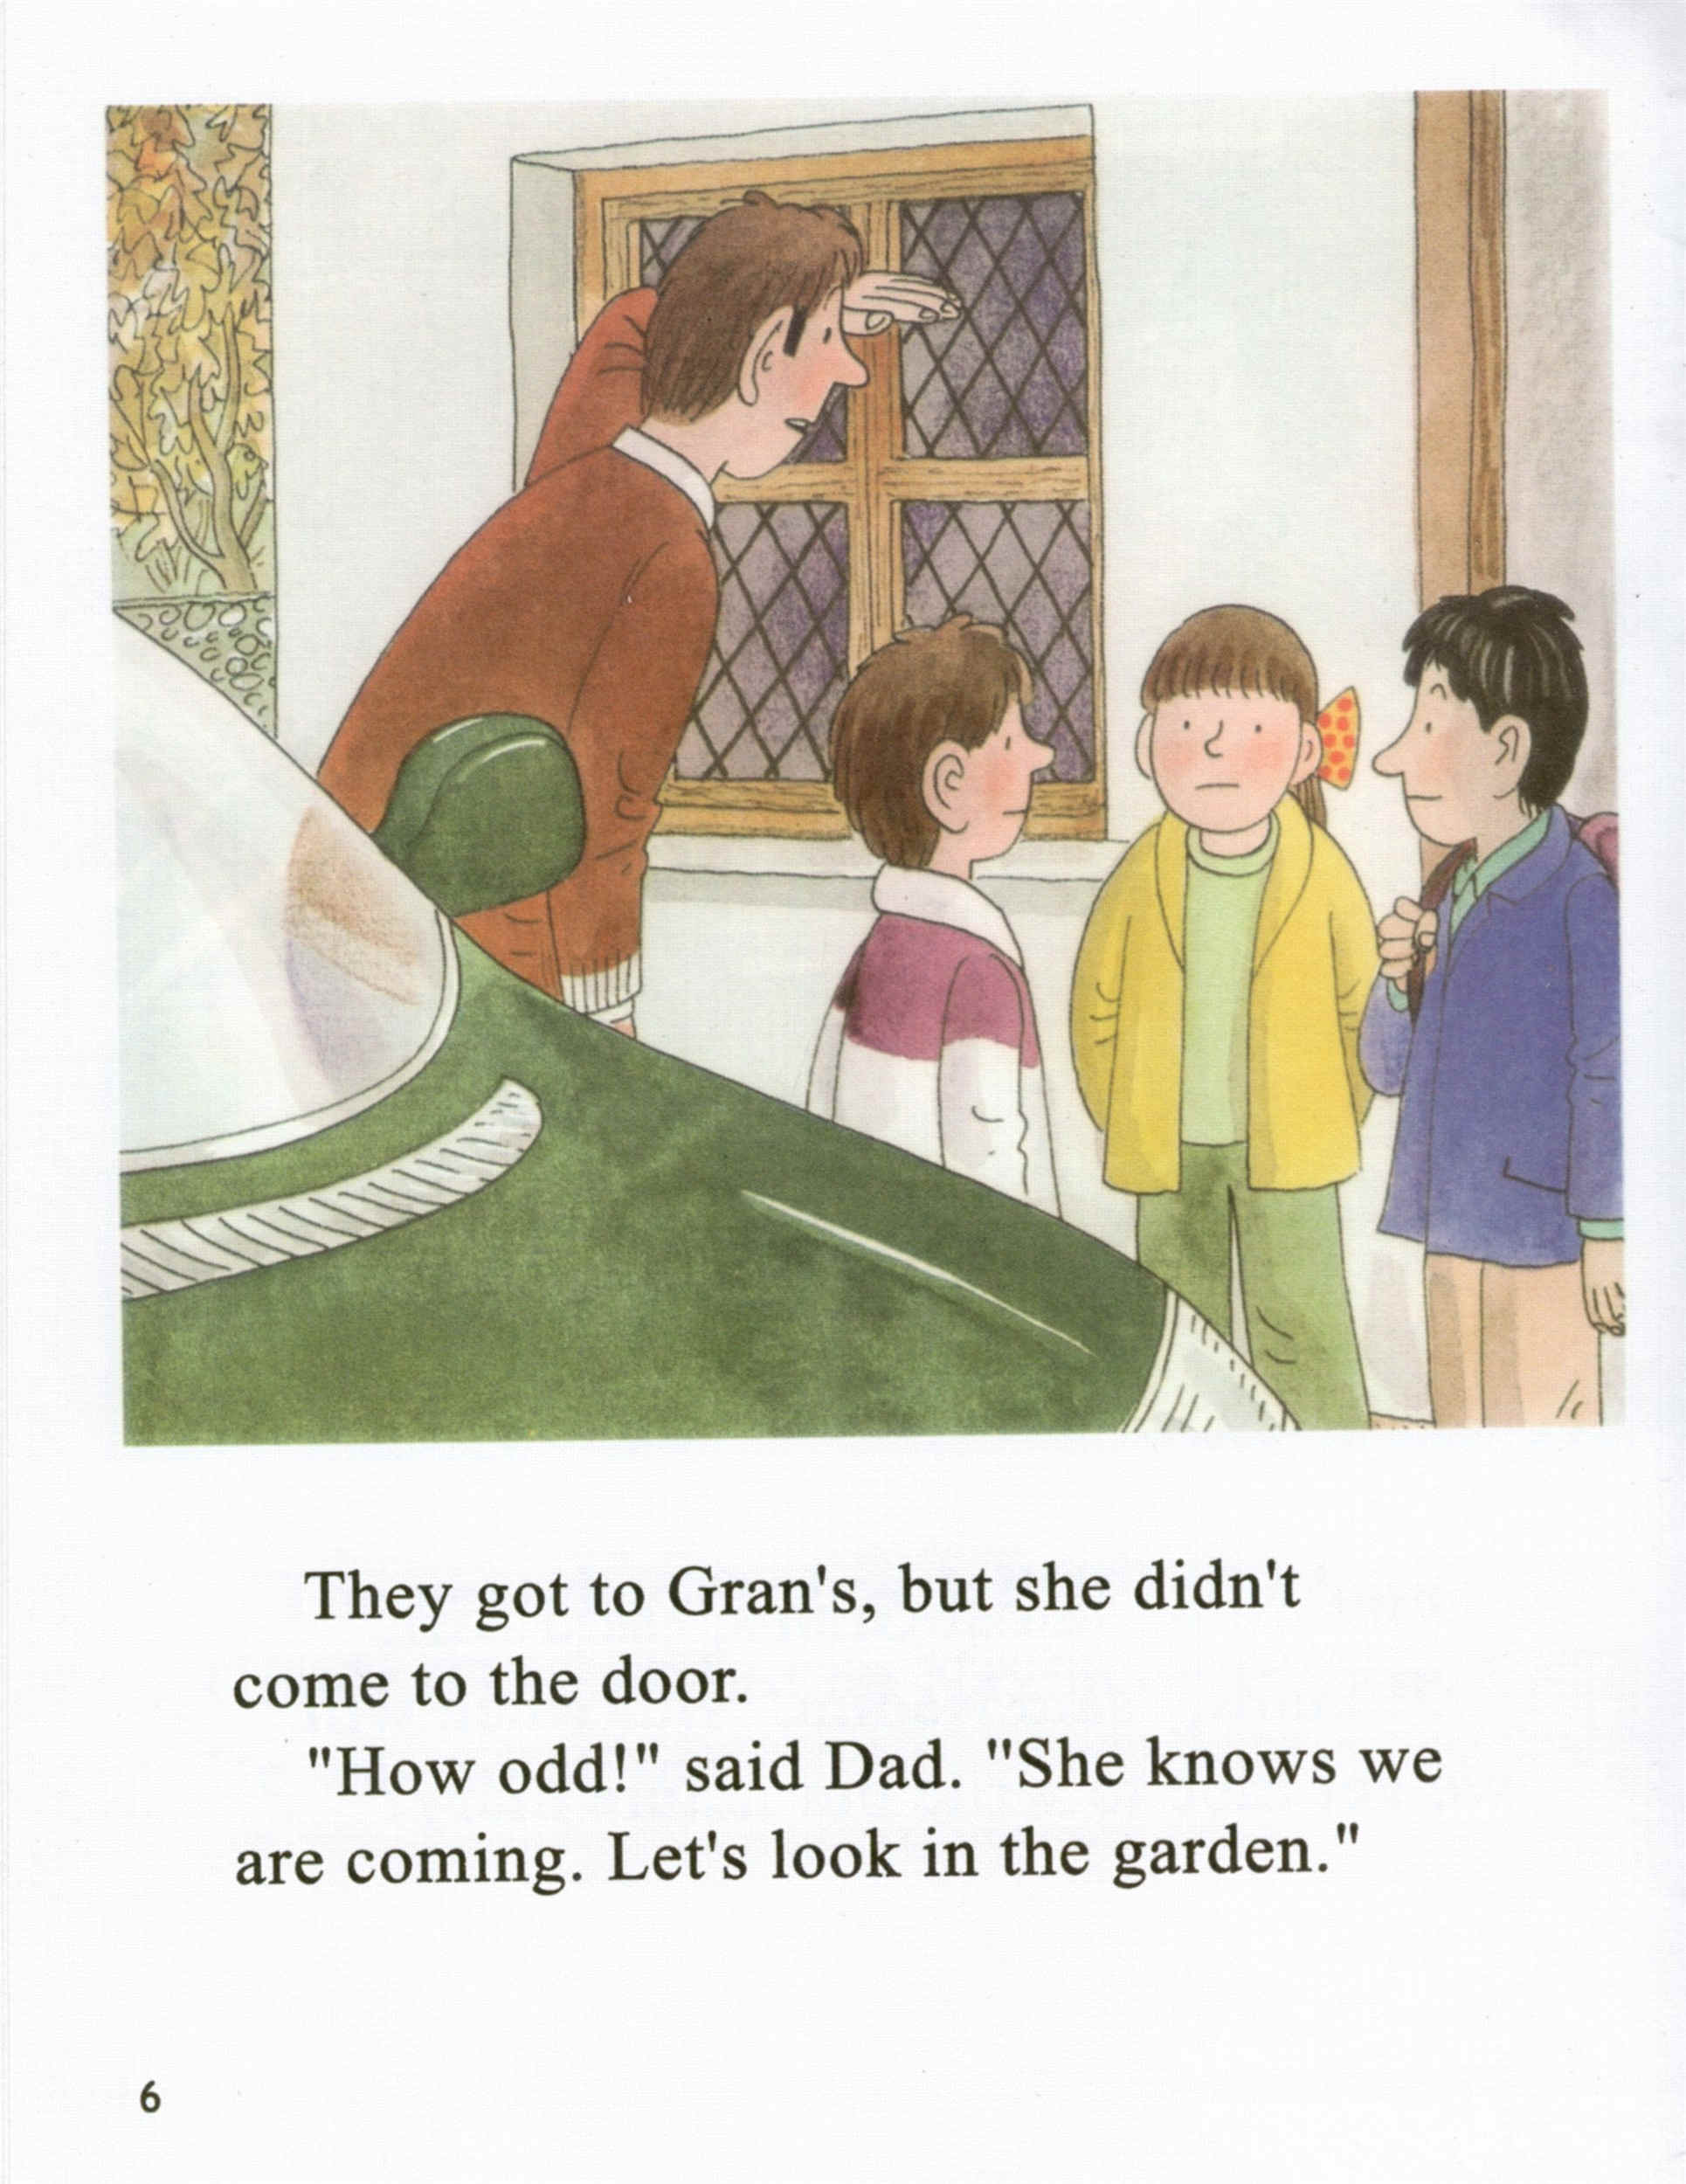 They got to Gran's, but she didn't
come to the door.
"How odd!" said Dad. "She knows we
are coming. Let's look in the garden."
6